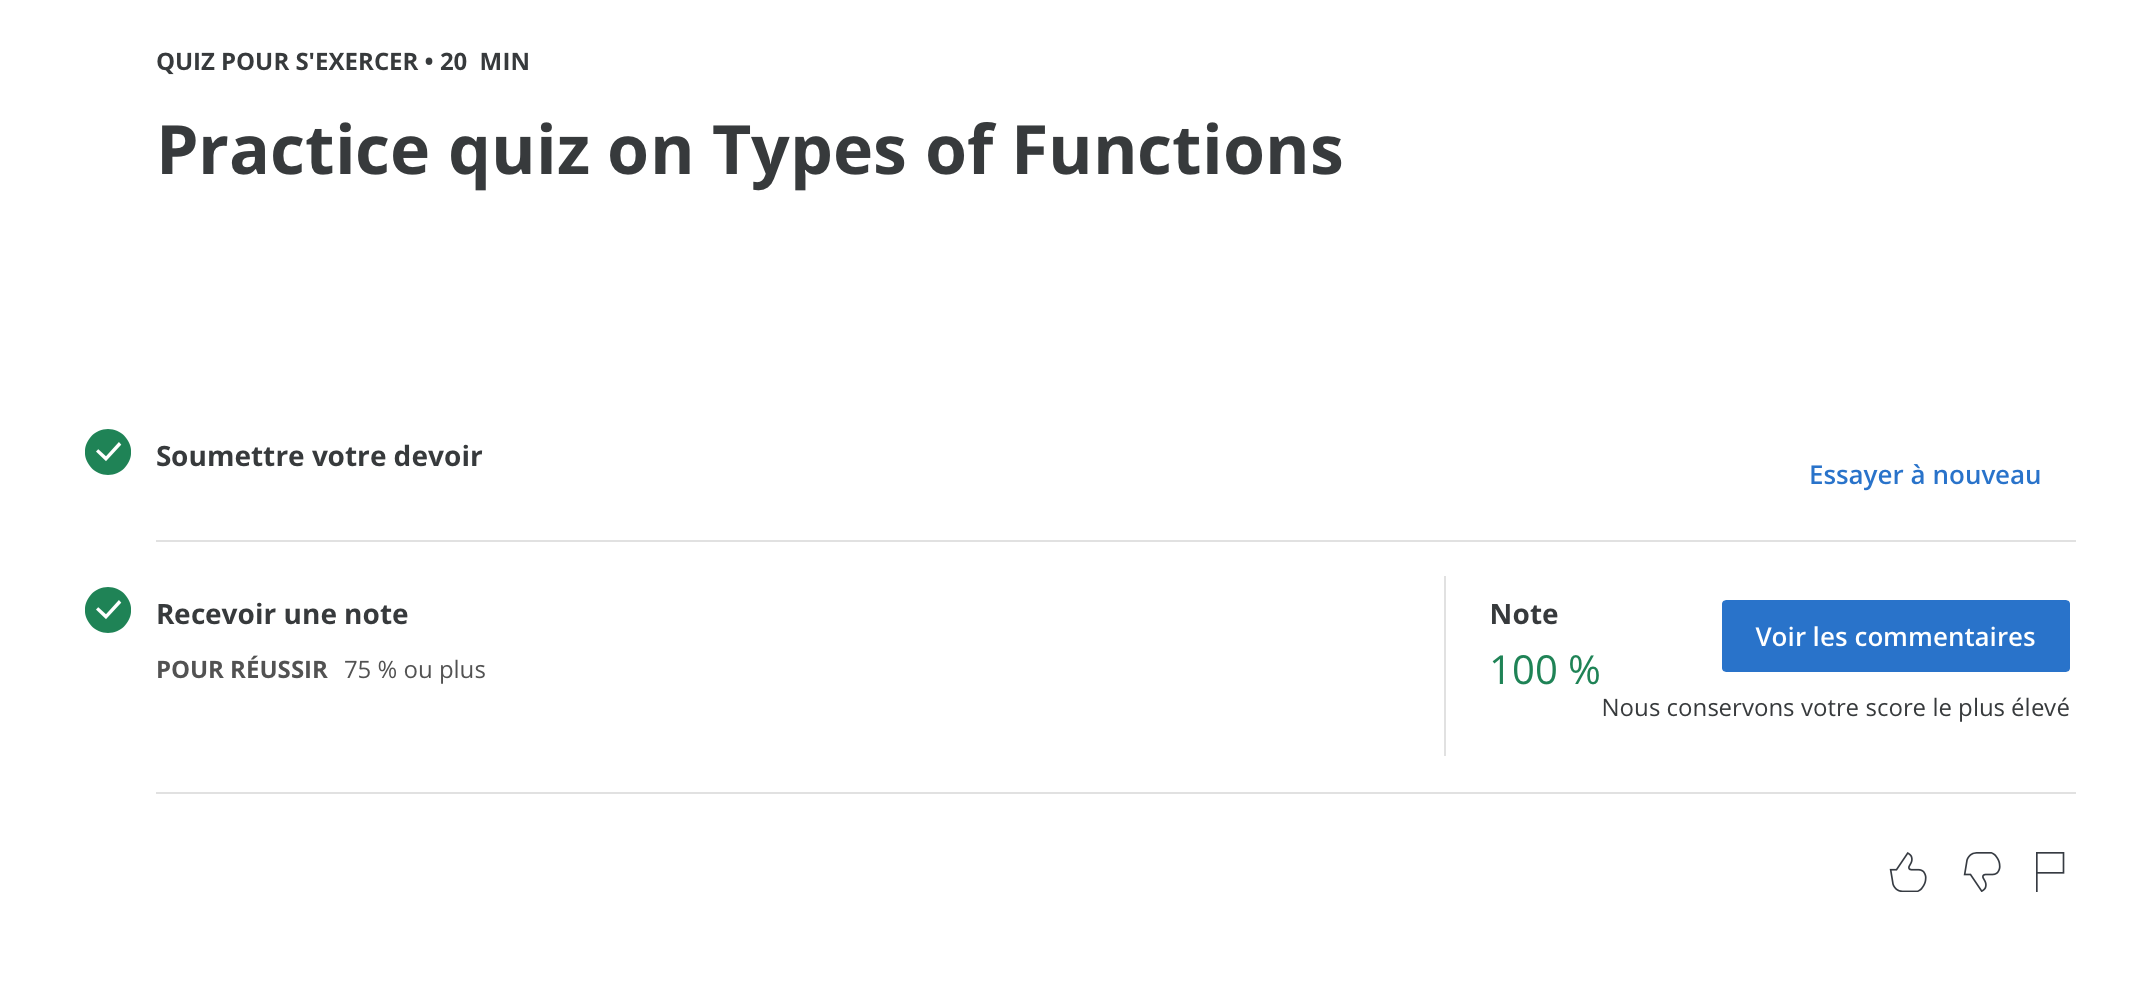 QUIZ POUR S'EXERCER • 20 MIN
Practice quiz on Types of Functions
Soumettre votre devoir
Essayer à nouveau
Recevoir une note
POUR RÉUSSIR 75 % ou plus
Note
100 %
Voir les commentaires
Nous conservons votre score le plus élevé